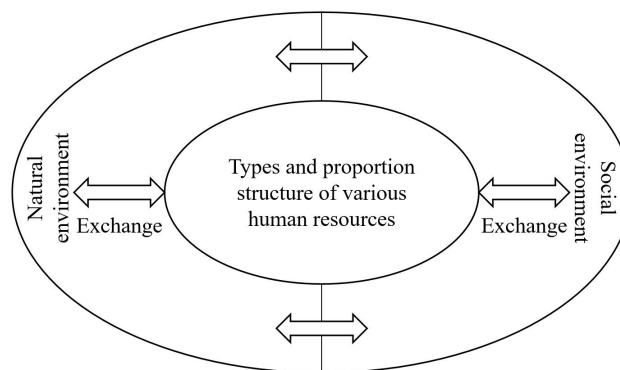 Natural
environment
Exchange
Types and proportion
structure of various
human resources
Exchange
Social
environment